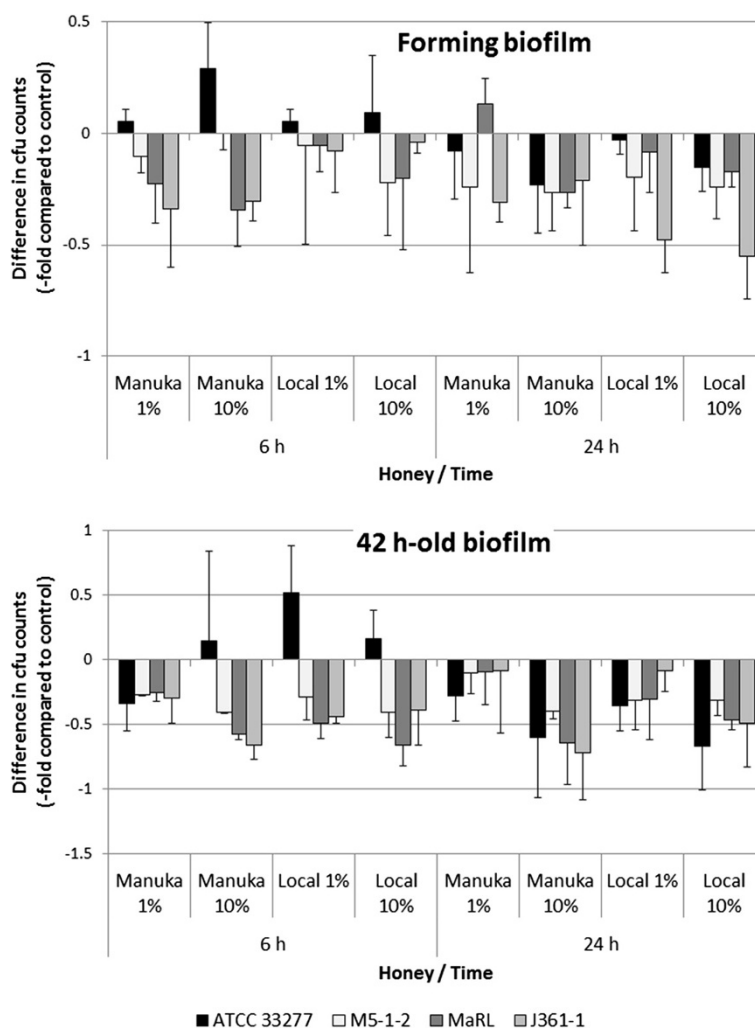 Forming biofilm
Difference in cfu counts
(-fold compared to control)
0.5
0
-0.5
-1
Manuka 1%
Manuka 10%
Local 1%
Local 10%
Manuka 1%
Manuka 10%
Local 1%
Local 10%
6 h
24 h
Honey / Time
42 h-old biofilm
Difference in cfu counts
(-fold compared to control)
1
0.5
0
-0.5
-1
-1.5
Manuka 1%
Manuka 10%
Local 1%
Local 10%
Manuka 1%
Manuka 10%
Local 1%
Local 10%
6 h
24 h
Honey / Time
ATCC 33277 M5-1-2 MaRL J361-1